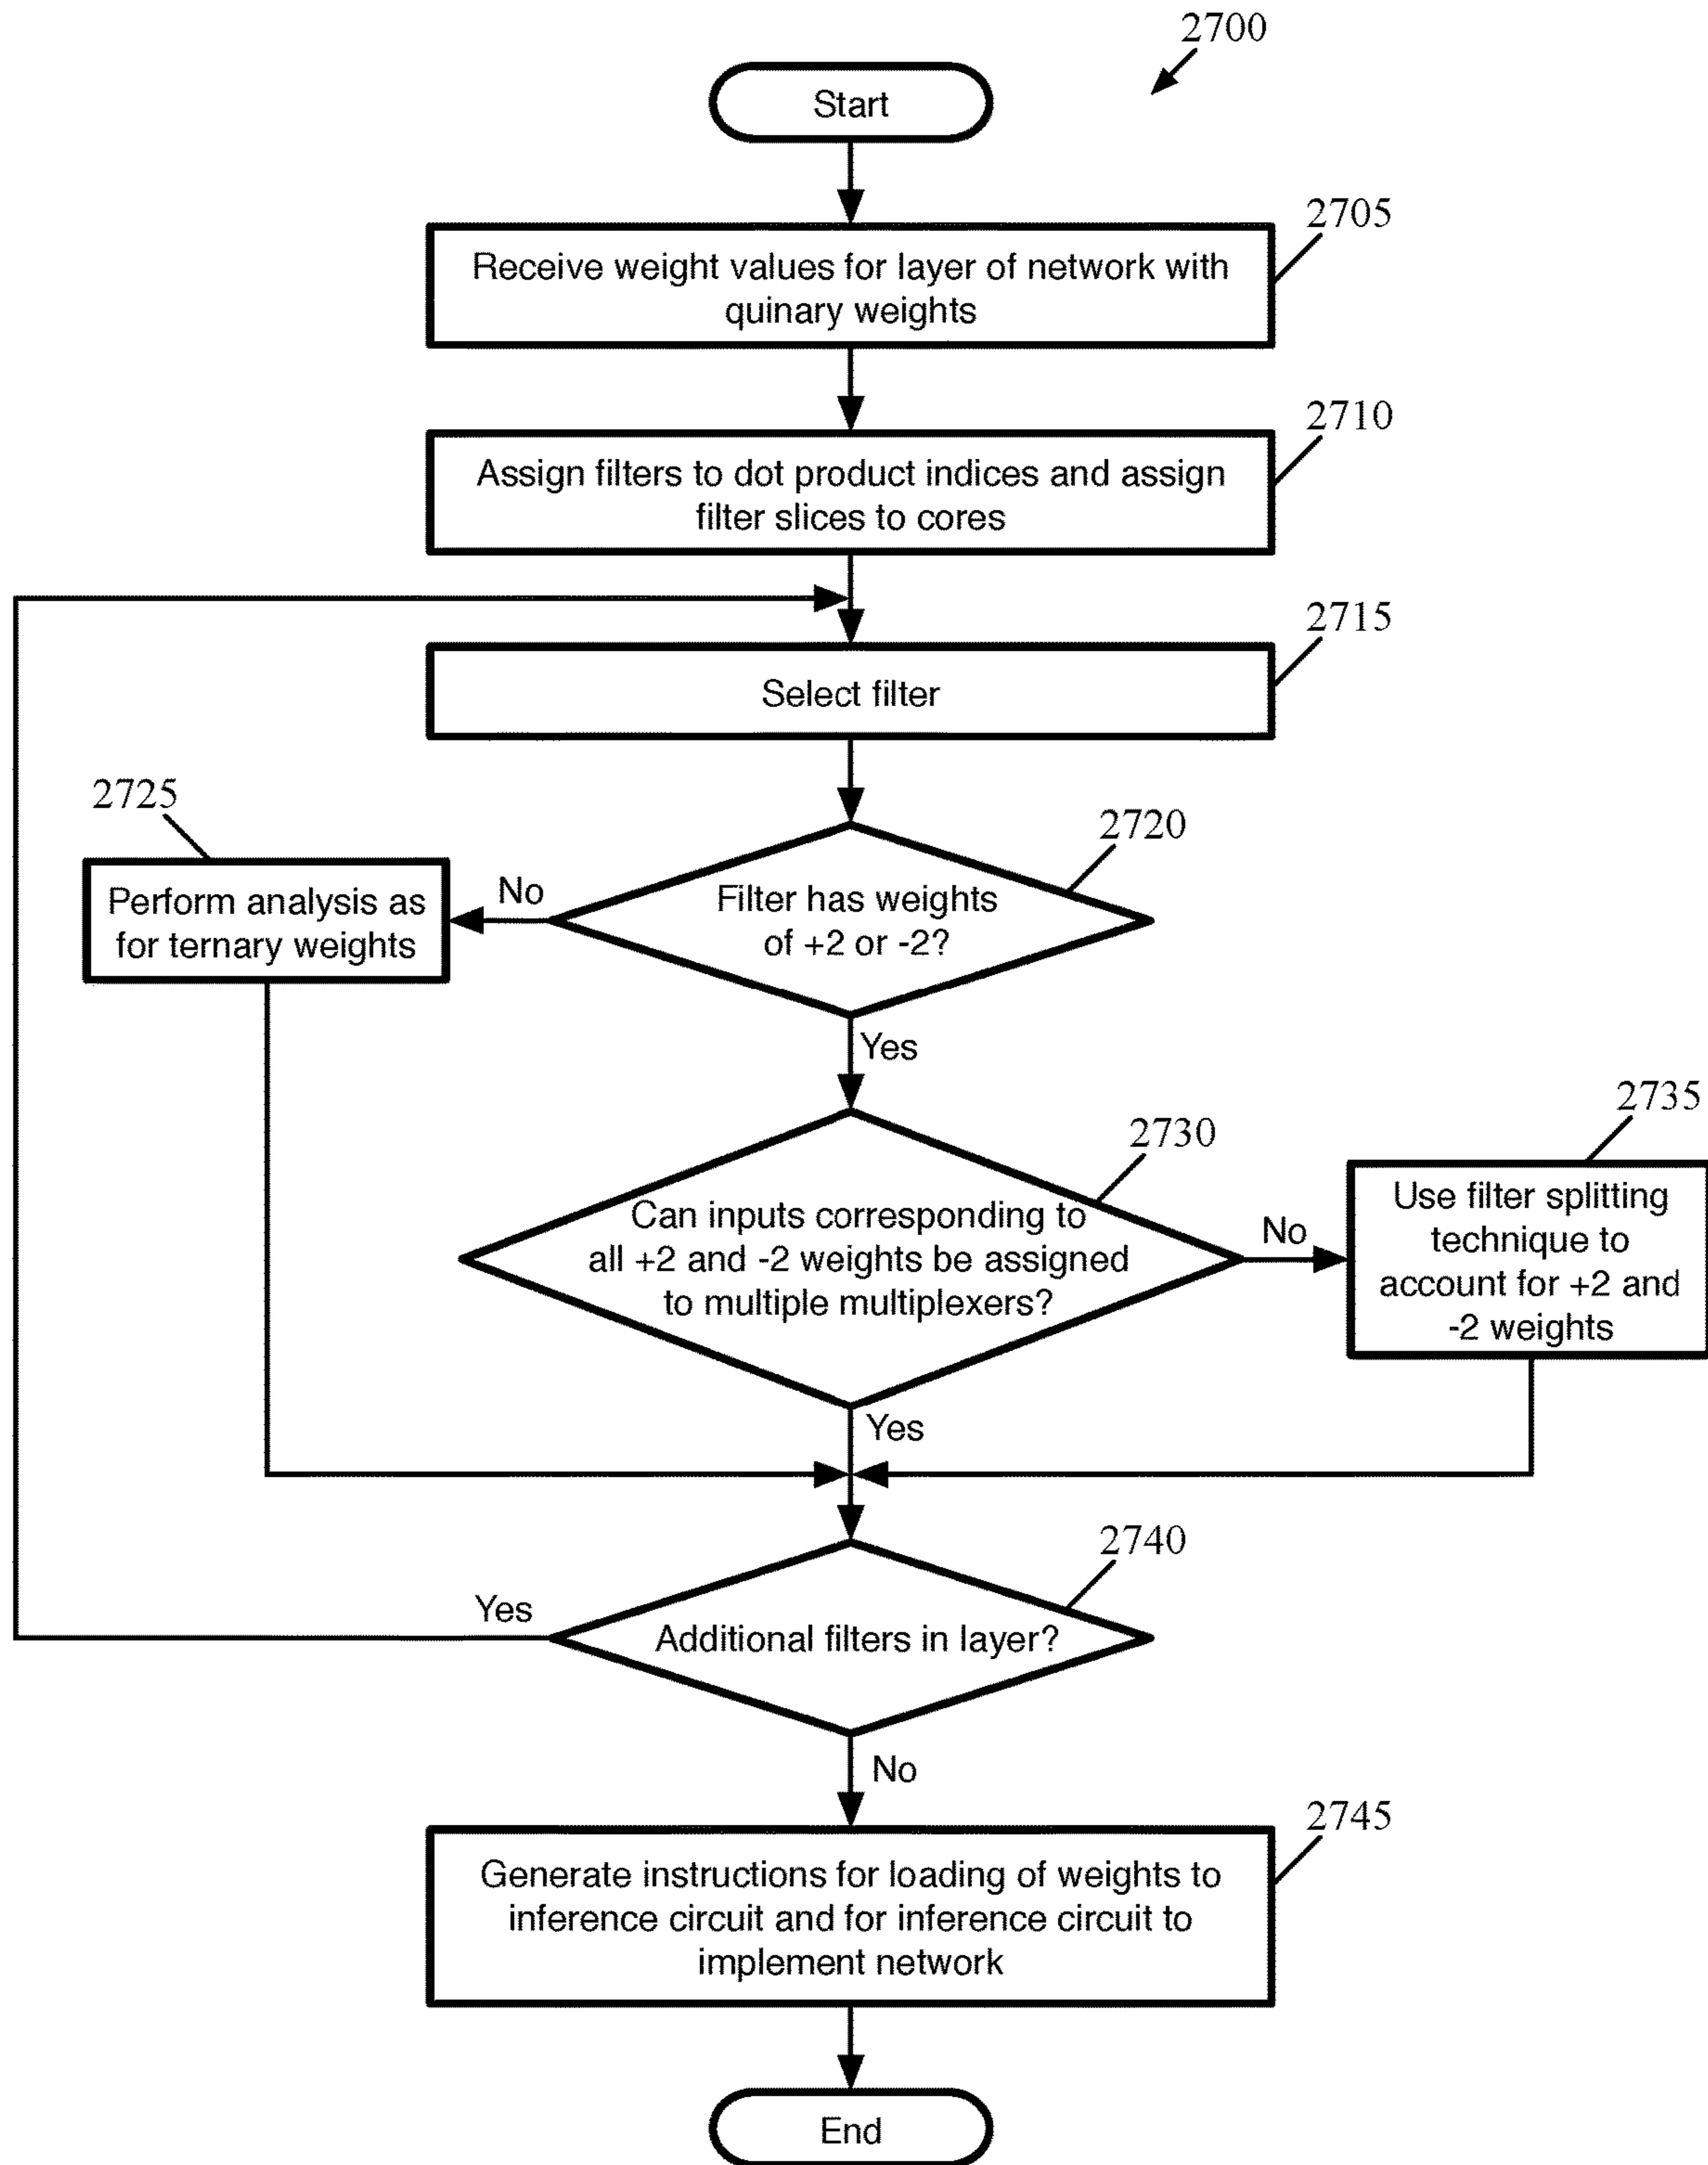 2700
Start
2705
Receive weight values for layer of network with
quinary weights
2710
Assign filters to dot product indices and assign
filter slices to cores
2715
Select filter
2725
Perform analysis as
for ternary weights
No
2720
Filter has weights
of +2 or -2?
Yes
2730
Can inputs corresponding to
all +2 and -2 weights be assigned
to multiple multiplexers?
No
2735
Use filter splitting
technique to
account for +2 and
-2 weights
Yes
2740
Additional filters in layer?
Yes
No
2745
Generate instructions for loading of weights to
inference circuit and for inference circuit to
implement network
End